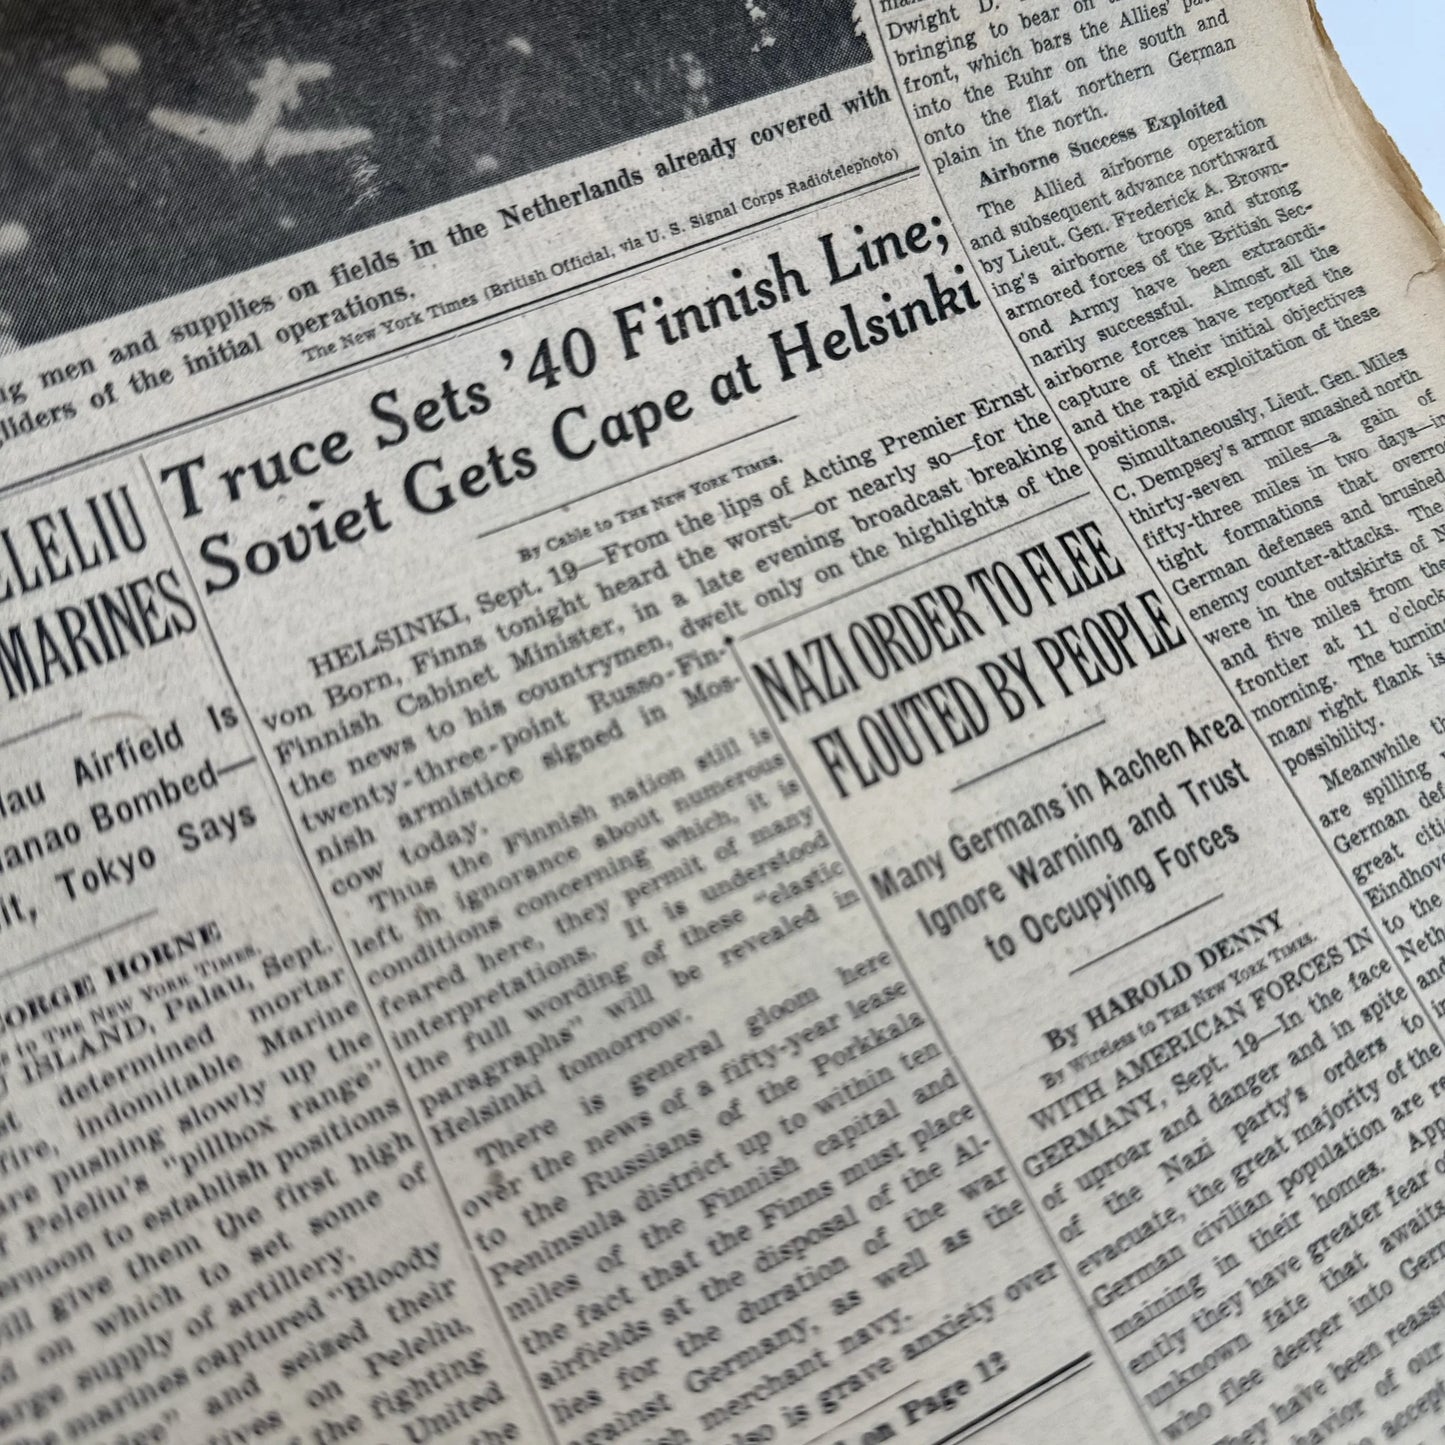 ng men and supplies on fields in the Netherlands already covered with
gliders of the initial operations.
The New York Times (British Official, via U. S. Signal Corps Radiotelephoto)
Truce Sets '40 Finnish Line;
Soviet Gets Cape at Helsinki
By Cable to THE NEW YORK TIMES.
HELSINKI, Sept. 19—From the lips of Acting Premier Ernst
von Born, Finns tonight heard the worst—or nearly so—for the
Finnish Cabinet Minister, in a late evening broadcast breaking
the news to his countrymen, dwelt only on the highlights of the
twenty-three-point Russo-Fin-
nish armistice signed in Mos-
cow today.
Thus the Finnish nation still is
left in ignorance about numerous
conditions concerning which, it is
feared here, they permit of many
interpretations. It is understood
the full wording of these "elastic
paragraphs" will be revealed in
Helsinki tomorrow.
There is general gloom here
over the news of a fifty-year lease
to the Russians of the Porkkala
Peninsula district up to within ten
miles of the Finnish capital and
the fact that the Finns must place
airfields at the disposal of the Al-
lies for the duration of the war
against Germany, as well as the
merchant navy.
is grave anxiety over
on Page 12
ELELIU
MARINES
Airfield Is
Bombed—
Tokyo Says
GEORGE HORNE
to THE NEW YORK TIMES.
ISLAND, Palau, Sept.
determined mortar
fire, indomitable Marine
are pushing slowly up the
Peleliu's "pillbox range"
to establish positions
will give them the first high
on which to set some of
large supply of artillery.
The marines captured "Bloody
and seized their
on Peleliu,
the fighting
United
the
NAZI ORDER TO FLEE
FLOUTED BY PEOPLE
Many Germans in Aachen Area
Ignore Warning and Trust
to Occupying Forces
By HAROLD DENNY
By Wireless to THE NEW YORK TIMES.
WITH AMERICAN FORCES IN
GERMANY, Sept. 19—In the face
of uproar and danger and in spite
of the Nazi party's orders to
evacuate, the great majority of the
German civilian population are re-
maining in their homes.
ently they have greater fear of
unknown fate that awaits
who flee deeper into
They have been
of our
Dwight D.
bringing to bear on
front, which bars the Allies'
into the Ruhr on the south and
onto the flat northern German
plain in the north.
Airborne Success Exploited
The Allied airborne operation
and subsequent advance northward
by Lieut. Gen. Frederick A. Brown-
ing's airborne troops and strong
armored forces of the British Sec-
ond Army have been extraordi-
narily successful. Almost all the
airborne forces have reported the
capture of their initial objectives
and the rapid exploitation of these
positions.
Simultaneously, Lieut. Gen. Miles
C. Dempsey's armor smashed north
thirty-seven miles—a gain of
fifty-three miles in two days—in
tight formations that
German defenses and brushed
enemy counter-attacks. The
were in the outskirts of
and five miles from the
frontier at 11 o'clock
morning. The turning
man right flank is
possibility.
Meanwhile
are spilling
German
great
Eindhoven
to the
and